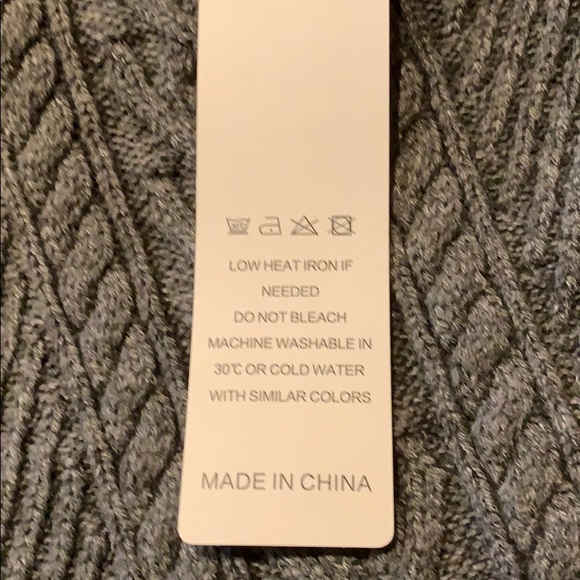 LOW HEAT IRON IF
NEEDED
DO NOT BLEACH
MACHINE WASHABLE IN
30℃ OR COLD WATER
WITH SIMILAR COLORS
MADE IN CHINA